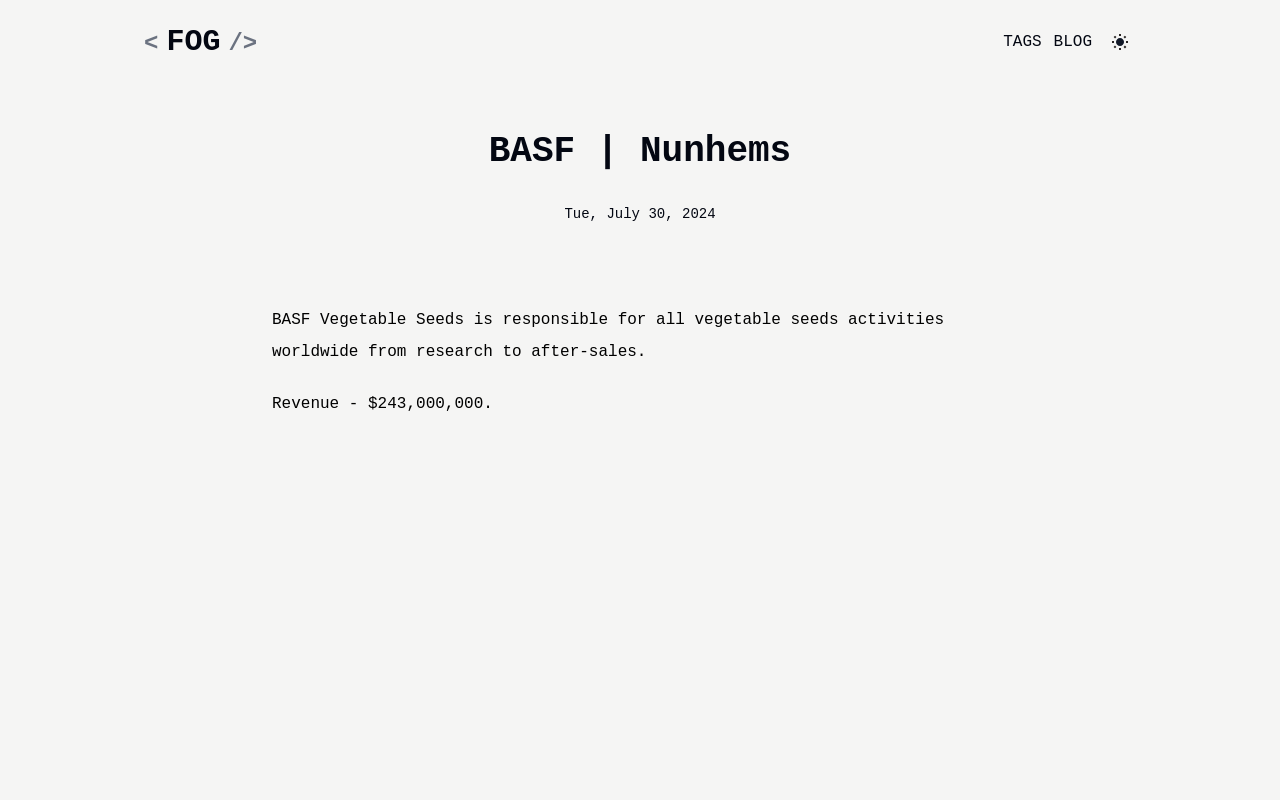 < FOG />
TAGS BLOG
BASF | Nunhems
Tue, July 30, 2024
BASF Vegetable Seeds is responsible for all vegetable seeds activities
worldwide from research to after-sales.
Revenue - $243,000,000.